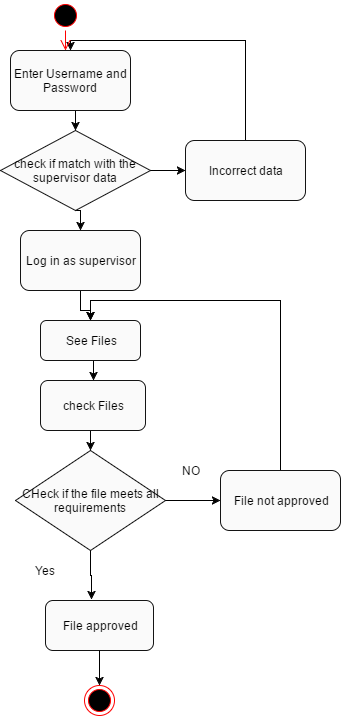 Enter Username and
Password
check if match with the
supervisor data
Incorrect data
Log in as supervisor
See Files
check Files
CHeck if the file meets all
requirements
NO
File not approved
Yes
File approved